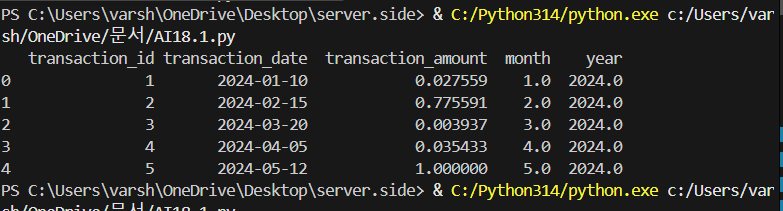 PS C:\Users\varsh\OneDrive\Desktop\server.side> & C:/Python314/python.exe c:/Users/var
sh/OneDrive/문서/AI18.1.py
   transaction_id transaction_date  transaction_amount  month    year
0               1       2024-01-10            0.027559    1.0  2024.0
1               2       2024-02-15            0.775591    2.0  2024.0
2               3       2024-03-20            0.003937    3.0  2024.0
3               4       2024-04-05            0.035433    4.0  2024.0
4               5       2024-05-12            1.000000    5.0  2024.0
PS C:\Users\varsh\OneDrive\Desktop\server.side> & C:/Python314/python.exe c:/Users/var
sh/OneDrive/문서/AI18.1.py